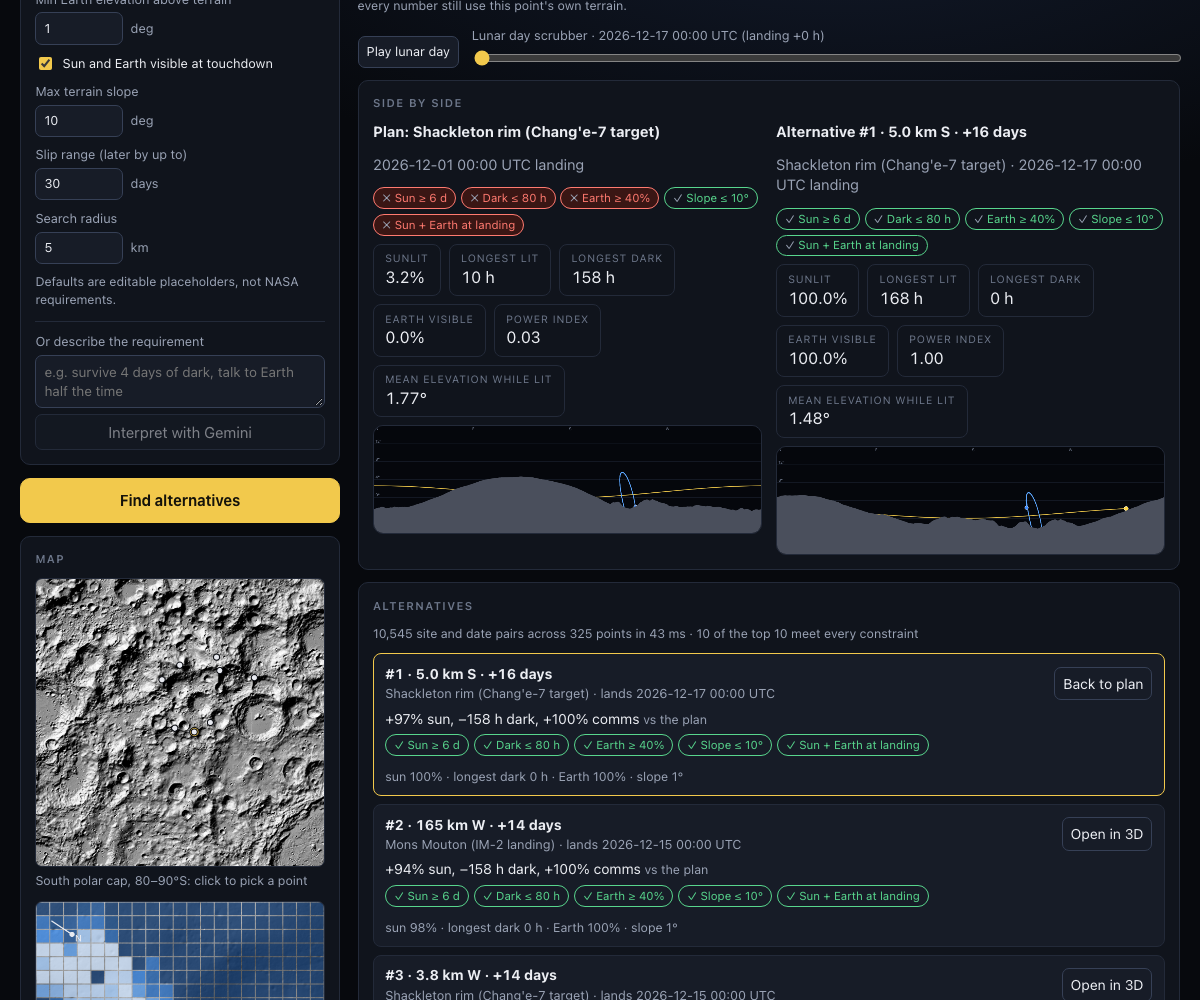 Min Earth elevation above terrain
1 deg
Sun and Earth visible at touchdown
Max terrain slope
10 deg
Slip range (later by up to)
30 days
Search radius
5 km
Defaults are editable placeholders, not NASA
requirements.
Or describe the requirement
e.g. survive 4 days of dark, talk to Earth
half the time
Interpret with Gemini
Find alternatives
MAP
South polar cap, 80–90°S: click to pick a point
N
every number still use this point's own terrain.
Play lunar day
Lunar day scrubber · 2026-12-17 00:00 UTC (landing +0 h)
SIDE BY SIDE
Plan: Shackleton rim (Chang'e-7 target)
2026-12-01 00:00 UTC landing
✕ Sun ≥ 6 d ✕ Dark ≤ 80 h ✕ Earth ≥ 40% ✓ Slope ≤ 10°
✕ Sun + Earth at landing
SUNLIT LONGEST LIT LONGEST DARK
3.2% 10 h 158 h
EARTH VISIBLE POWER INDEX
0.0% 0.03
MEAN ELEVATION WHILE LIT
1.77°
Alternative #1 · 5.0 km S · +16 days
Shackleton rim (Chang'e-7 target) · 2026-12-17 00:00
UTC landing
✓ Sun ≥ 6 d ✓ Dark ≤ 80 h ✓ Earth ≥ 40% ✓ Slope ≤ 10°
✓ Sun + Earth at landing
SUNLIT LONGEST LIT LONGEST DARK
100.0% 168 h 0 h
EARTH VISIBLE POWER INDEX
100.0% 1.00
MEAN ELEVATION WHILE LIT
1.48°
ALTERNATIVES
10,545 site and date pairs across 325 points in 43 ms · 10 of the top 10 meet every constraint
#1 · 5.0 km S · +16 days
Shackleton rim (Chang'e-7 target) · lands 2026-12-17 00:00 UTC
Back to plan
+97% sun, −158 h dark, +100% comms vs the plan
✓ Sun ≥ 6 d ✓ Dark ≤ 80 h ✓ Earth ≥ 40% ✓ Slope ≤ 10° ✓ Sun + Earth at landing
sun 100% · longest dark 0 h · Earth 100% · slope 1°
#2 · 165 km W · +14 days
Mons Mouton (IM-2 landing) · lands 2026-12-15 00:00 UTC
Open in 3D
+94% sun, −158 h dark, +100% comms vs the plan
✓ Sun ≥ 6 d ✓ Dark ≤ 80 h ✓ Earth ≥ 40% ✓ Slope ≤ 10° ✓ Sun + Earth at landing
sun 98% · longest dark 0 h · Earth 100% · slope 1°
#3 · 3.8 km W · +14 days
Shackleton rim (Chang'e-7 target) · lands 2026-12-15 00:00 UTC
Open in 3D